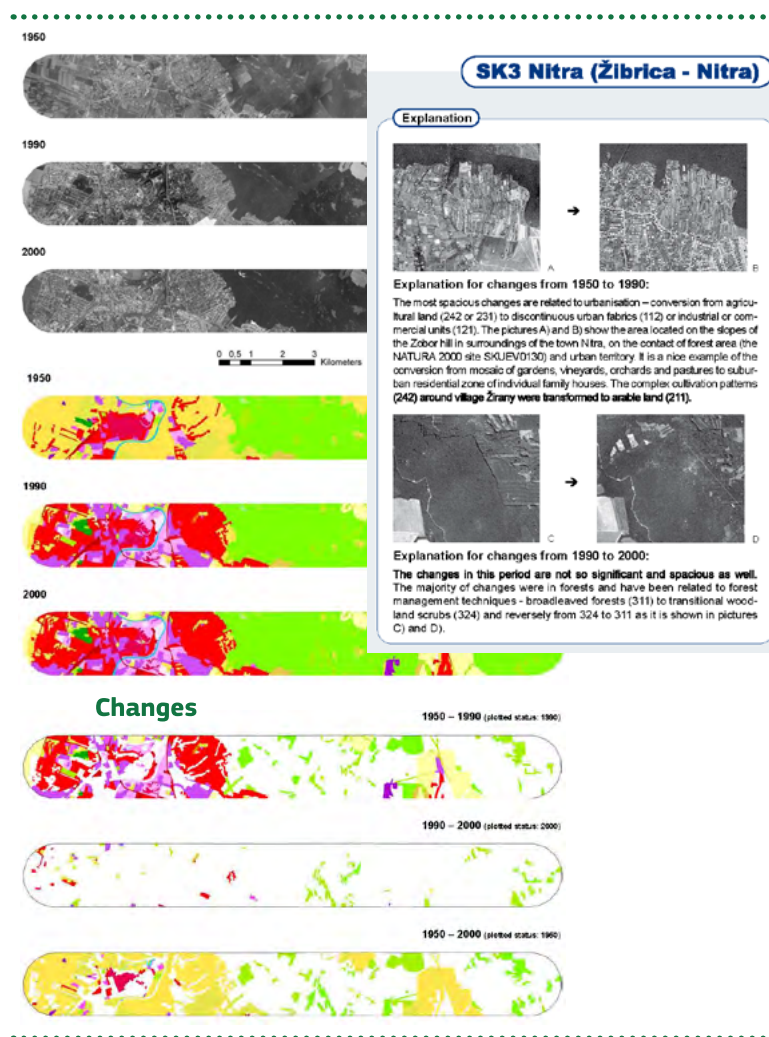 1950
1990
2000
0 0,5 1 2 3
Kilometers
1950
1990
2000
SK3 Nitra (Žibrica - Nitra)
Explanation
A
B
Explanation for changes from 1950 to 1990:
The most spacious changes are related to urbanisation – conversion from agricu-
ltural land (242 or 231) to discontinuous urban fabrics (112) or industrial or com-
mercial units (121). The pictures A) and B) show the area located on the slopes of
the Zobor hill in surroundings of the town Nitra, on the contact of forest area (the
NATURA 2000 site SKUEV0130) and urban territory. It is a nice example of the
conversion from mosaic of gardens, vineyards, orchards and pastures to subur-
ban residential zone of individual family houses. The complex cultivation patterns
(242) around village Žirany were transformed to arable land (211).
C
D
Explanation for changes from 1990 to 2000:
The changes in this period are not so significant and spacious as well.
The majority of changes were in forests and have been related to forest
management techniques - broadleaved forests (311) to transitional wood-
land scrubs (324) and reversely from 324 to 311 as it is shown in pictures
C) and D).
Changes
1950 – 1990 (plotted status: 1990)
1990 – 2000 (plotted status: 2000)
1950 – 2000 (plotted status: 1950)